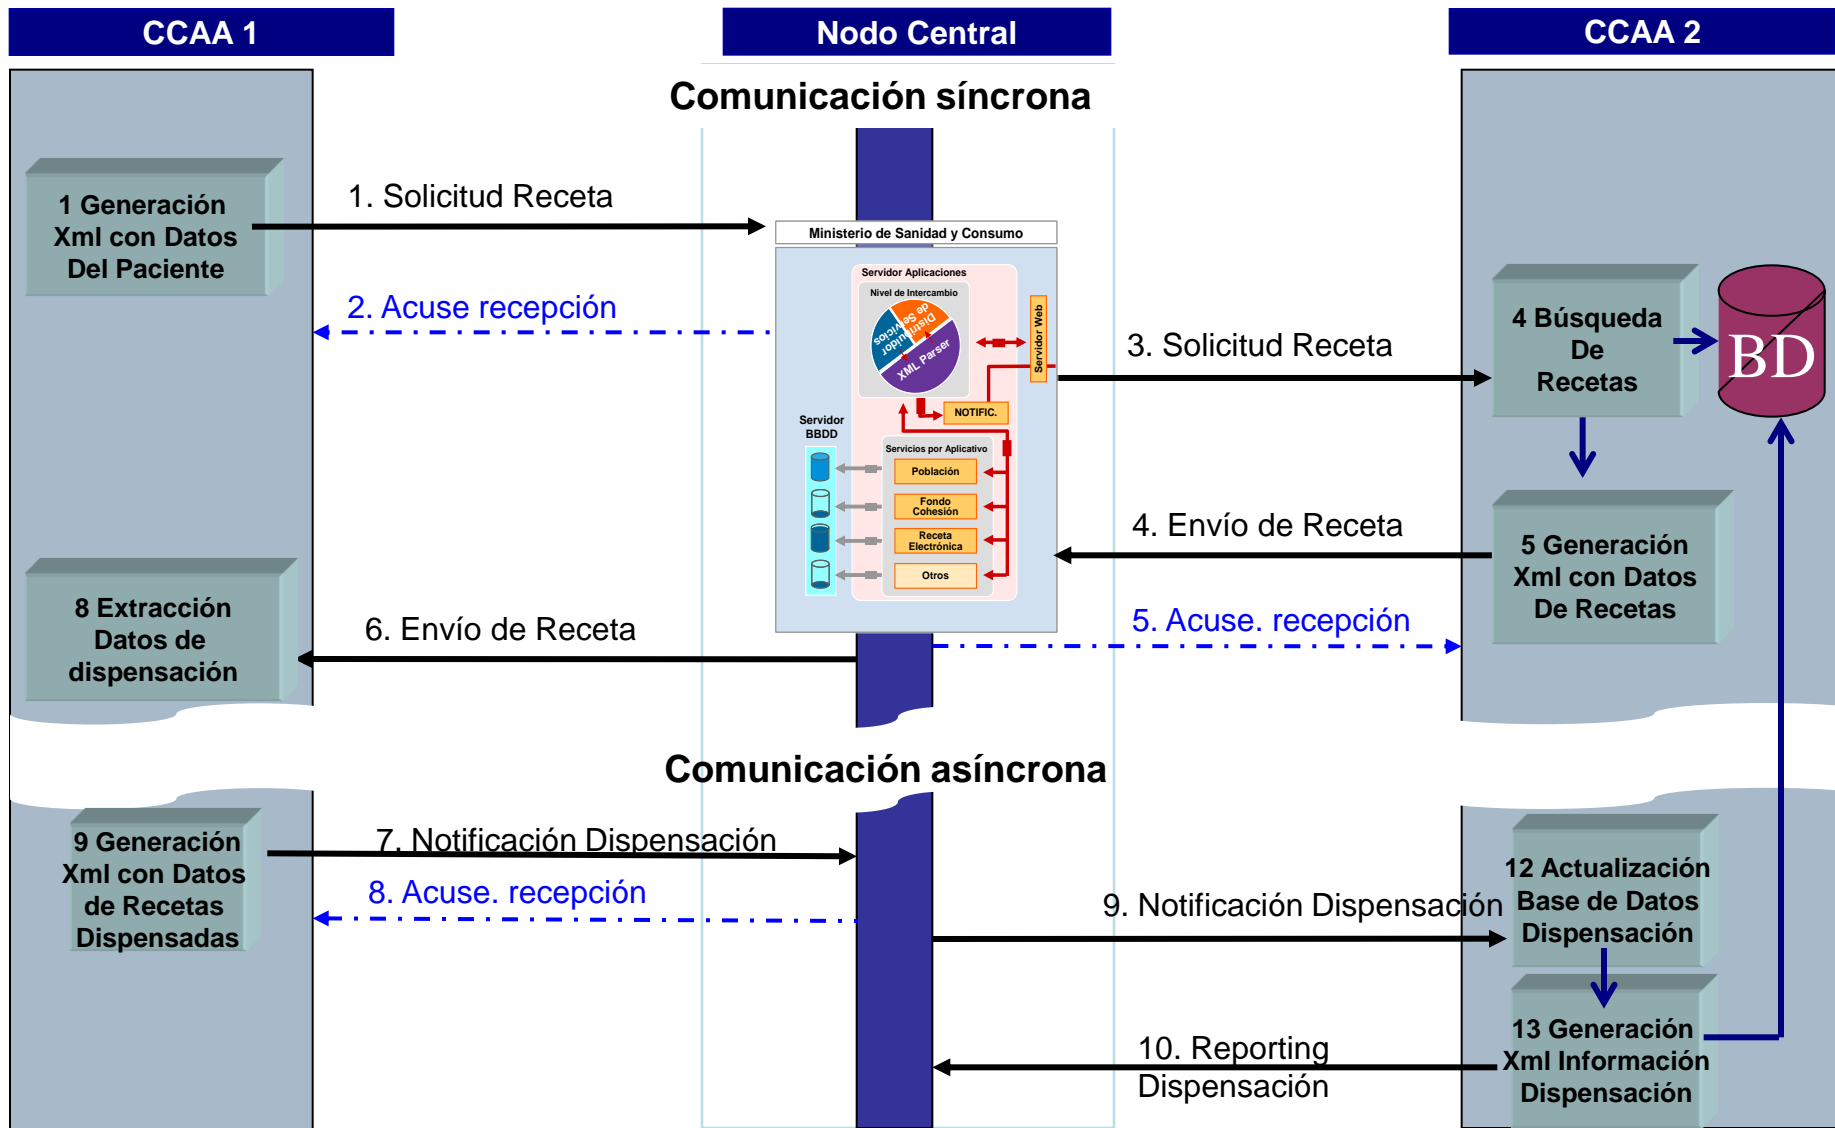 CCAA 1
Nodo Central
CCAA 2
Comunicación síncrona
1 Generación
Xml con Datos
Del Paciente
1. Solicitud Receta
2. Acuse recepción
Ministerio de Sanidad y Consumo
Servidor Aplicaciones
Nivel de Intercambio
Distribuidor
de Servicios
XML Parser
Servidor Web
NOTIFIC.
Servidor
BBDD
Servicios por Aplicativo
Población
Fondo
Cohesión
Receta
Electrónica
Otros
3. Solicitud Receta
4 Búsqueda
De
Recetas
BD
4. Envío de Receta
5 Generación
Xml con Datos
De Recetas
5. Acuse. recepción
6. Envío de Receta
8 Extracción
Datos de
dispensación
Comunicación asíncrona
9 Generación
Xml con Datos
de Recetas
Dispensadas
7. Notificación Dispensación
8. Acuse. recepción
9. Notificación Dispensación
12 Actualización
Base de Datos
Dispensación
10. Reporting
Dispensación
13 Generación
Xml Información
Dispensación